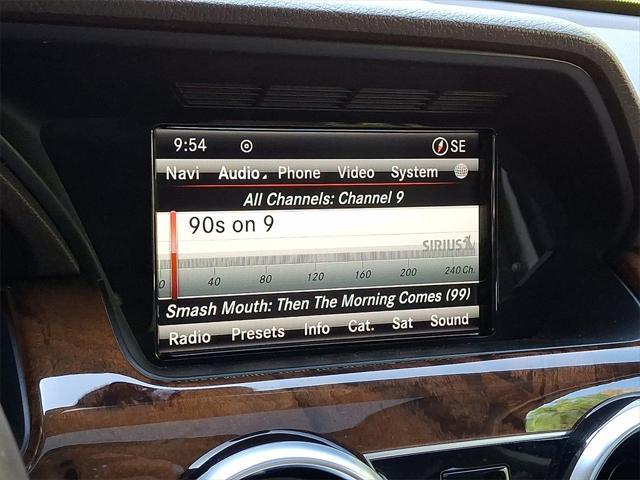 9:54 SE
Navi Audio Phone Video System
All Channels: Channel 9
90s on 9
SIRIUS
0 40 80 120 160 200 240 Ch.
Smash Mouth: Then The Morning Comes (99)
Radio Presets Info Cat. Sat Sound